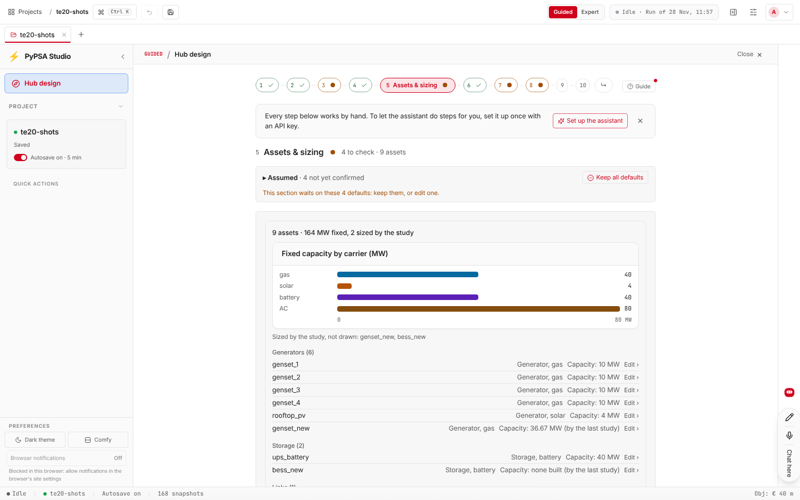 Projects / te20-shots Ctrl K Guided Expert Idle · Run of 28 Nov, 11:57 A
te20-shots
PyPSA Studio
GUIDED / Hub design Close
Hub design
1 2 3 4 5 Assets & sizing 6 7 8 9 10 Guide
PROJECT
te20-shots
Saved
Autosave on · 5 min
QUICK ACTIONS
Every step below works by hand. To let the assistant do steps for you, set it up once with
an API key.
Set up the assistant
5 Assets & sizing 4 to check · 9 assets
Assumed · 4 not yet confirmed Keep all defaults
This section waits on these 4 defaults: keep them, or edit one.
9 assets · 164 MW fixed, 2 sized by the study
Fixed capacity by carrier (MW)
gas 40
solar 4
battery 40
AC 80
0 80 MW
Sized by the study, not drawn: genset_new, bess_new
Generators (6)
genset_1 Generator, gas Capacity: 10 MW Edit ›
genset_2 Generator, gas Capacity: 10 MW Edit ›
genset_3 Generator, gas Capacity: 10 MW Edit ›
genset_4 Generator, gas Capacity: 10 MW Edit ›
rooftop_pv Generator, solar Capacity: 4 MW Edit ›
genset_new Generator, gas Capacity: 36.67 MW (by the last study) Edit ›
Storage (2)
ups_battery Storage, battery Capacity: 40 MW Edit ›
bess_new Storage, battery Capacity: none built (by the last study) Edit ›
PREFERENCES
Dark theme Comfy
Browser notifications Off
Blocked in this browser: allow notifications in the
browser's site settings
Chat here
Idle te20-shots Autosave on 168 snapshots Obj: € 40 m